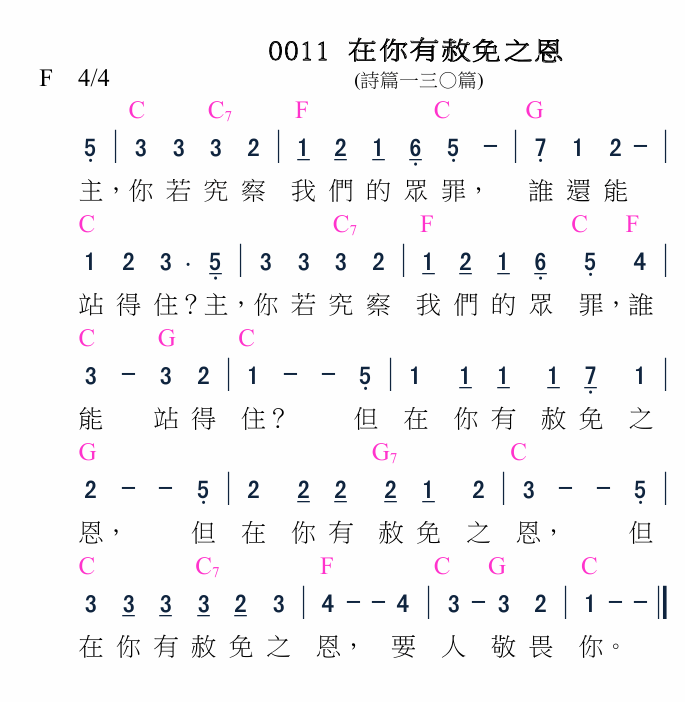 0011 在你有赦免之恩
F 4/4 (詩篇一三〇篇)
C C7 F C G
5 | 3 3 3 2 | 1 2 1 6 5 - | 7 1 2 - |
主，你若究察 我們的眾罪， 誰還能
C C7 F C F
1 2 3 · 5 | 3 3 3 2 | 1 2 1 6 5 4 |
站得住？主，你若究察 我們的眾 罪，誰
C G C
3 - 3 2 | 1 - - 5 | 1 1 1 1 7 1 |
能 站得 住？ 但 在 你有 赦免 之
G G7 C
2 - - 5 | 2 2 2 2 1 2 | 3 - - 5 |
恩， 但 在 你有 赦免 之 恩， 但
C C7 F C G C
3 3 3 3 2 3 | 4 - - 4 | 3 - 3 2 | 1 - - ||
在你有赦免之 恩， 要 人 敬畏 你。